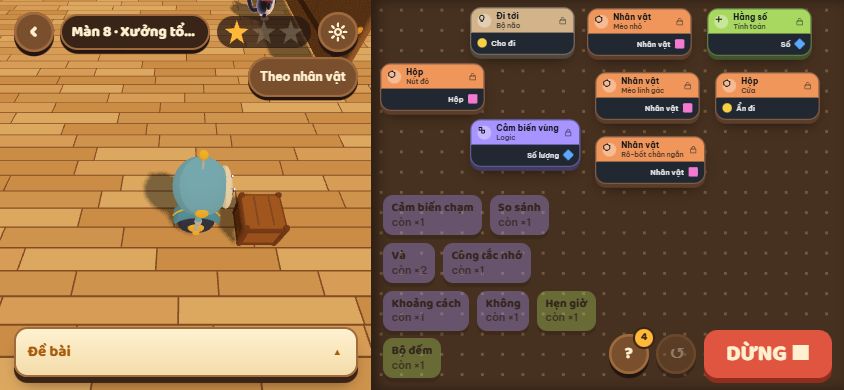 Màn 8 · Xưởng tổ...
Theo nhân vật
Đề bài
Đi tới
Bộ não
Cho đi
Nhân vật
Mèo nhỏ
Nhân vật
Hằng số
Tính toán
Số
Hộp
Nút đỏ
Hộp
Nhân vật
Mèo lính gác
Nhân vật
Hộp
Cửa
Ẩn đi
Cảm biến vùng
Logic
Số lượng
Nhân vật
Rô-bốt chân ngắn
Nhân vật
Cảm biến chạm
còn ×1
So sánh
còn ×1
Và
còn ×2
Công tắc nhớ
còn ×1
Khoảng cách
còn ×1
Không
còn ×1
Hẹn giờ
còn ×1
Bộ đếm
còn ×1
?
4
DỪNG